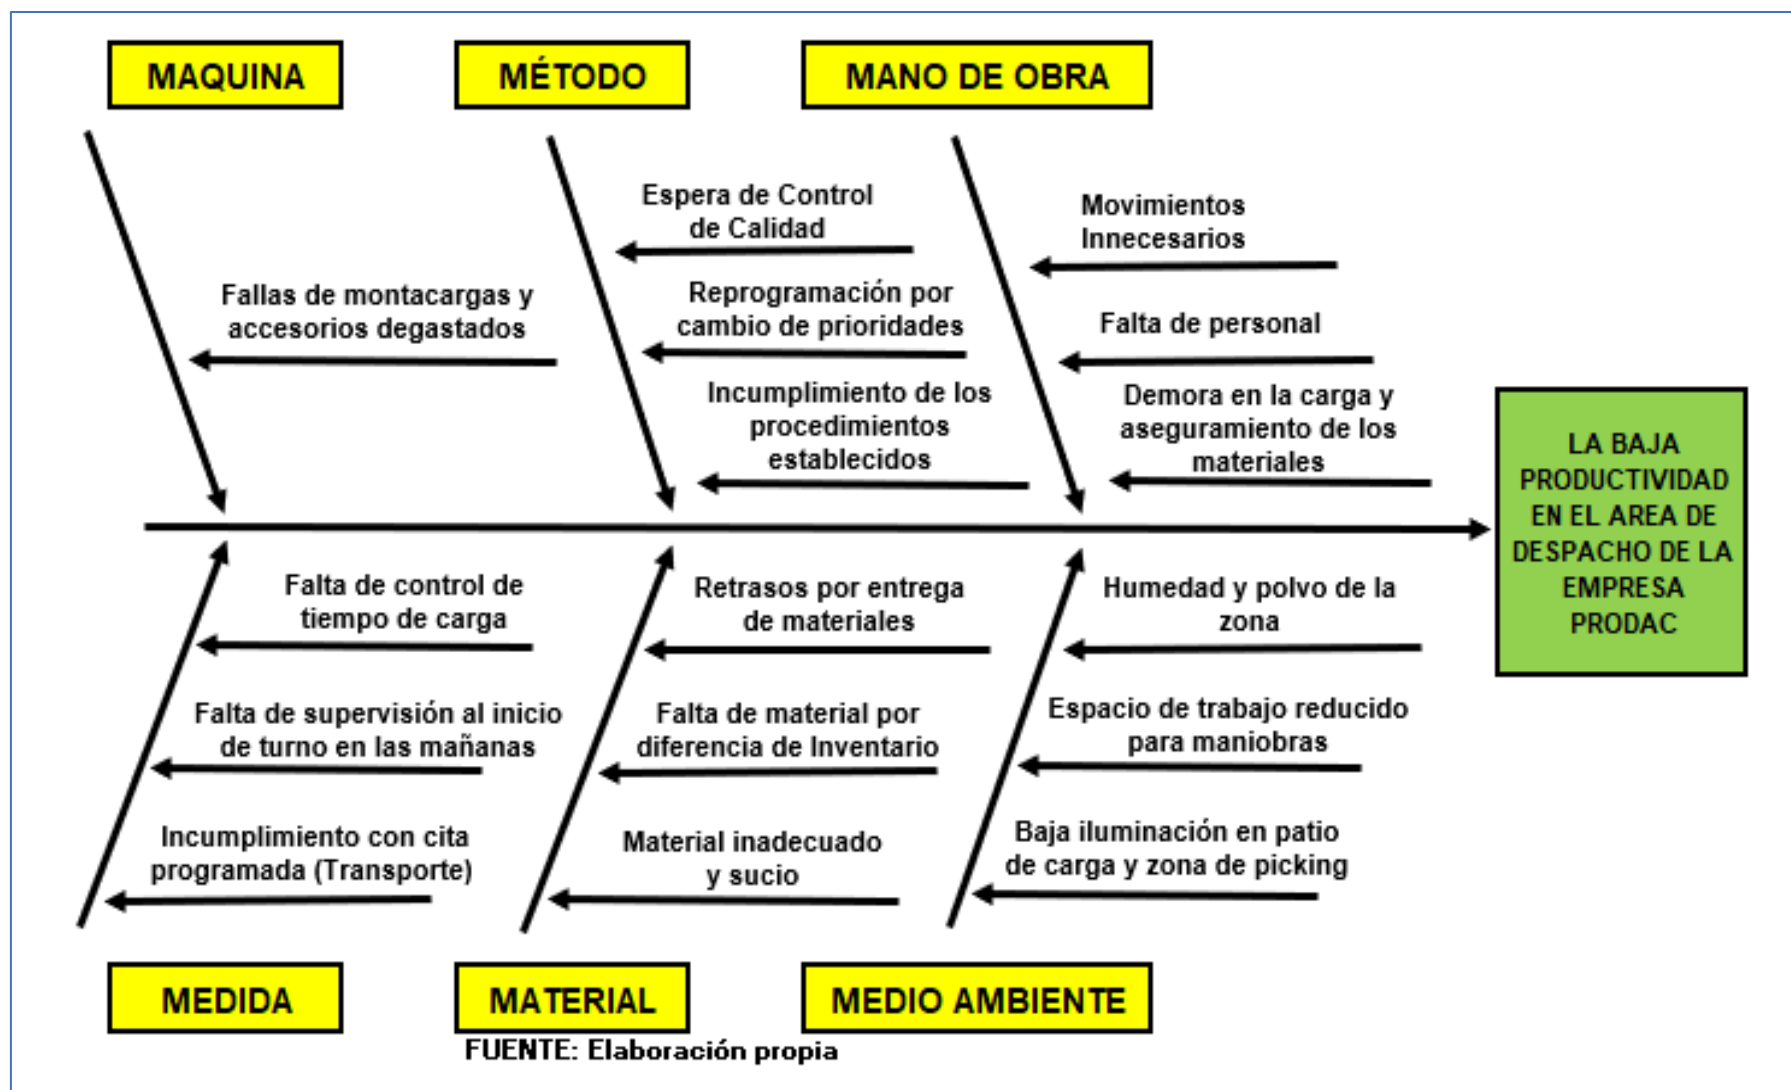 MAQUINA
MÉTODO
MANO DE OBRA
Espera de Control
de Calidad
Movimientos
Innecesarios
Fallas de montacargas y
accesorios degastados
Reprogramación por
cambio de prioridades
Falta de personal
Incumplimiento de los
procedimientos
establecidos
Demora en la carga y
aseguramiento de los
materiales
LA BAJA
PRODUCTIVIDAD
EN EL AREA DE
DESPACHO DE LA
EMPRESA
PRODAC
Falta de control de
tiempo de carga
Retrasos por entrega
de materiales
Humedad y polvo de la
zona
Falta de supervisión al inicio
de turno en las mañanas
Falta de material por
diferencia de Inventario
Espacio de trabajo reducido
para maniobras
Incumplimiento con cita
programada (Transporte)
Material inadecuado
y sucio
Baja iluminación en patio
de carga y zona de picking
MEDIDA
MATERIAL
MEDIO AMBIENTE
FUENTE: Elaboración propia